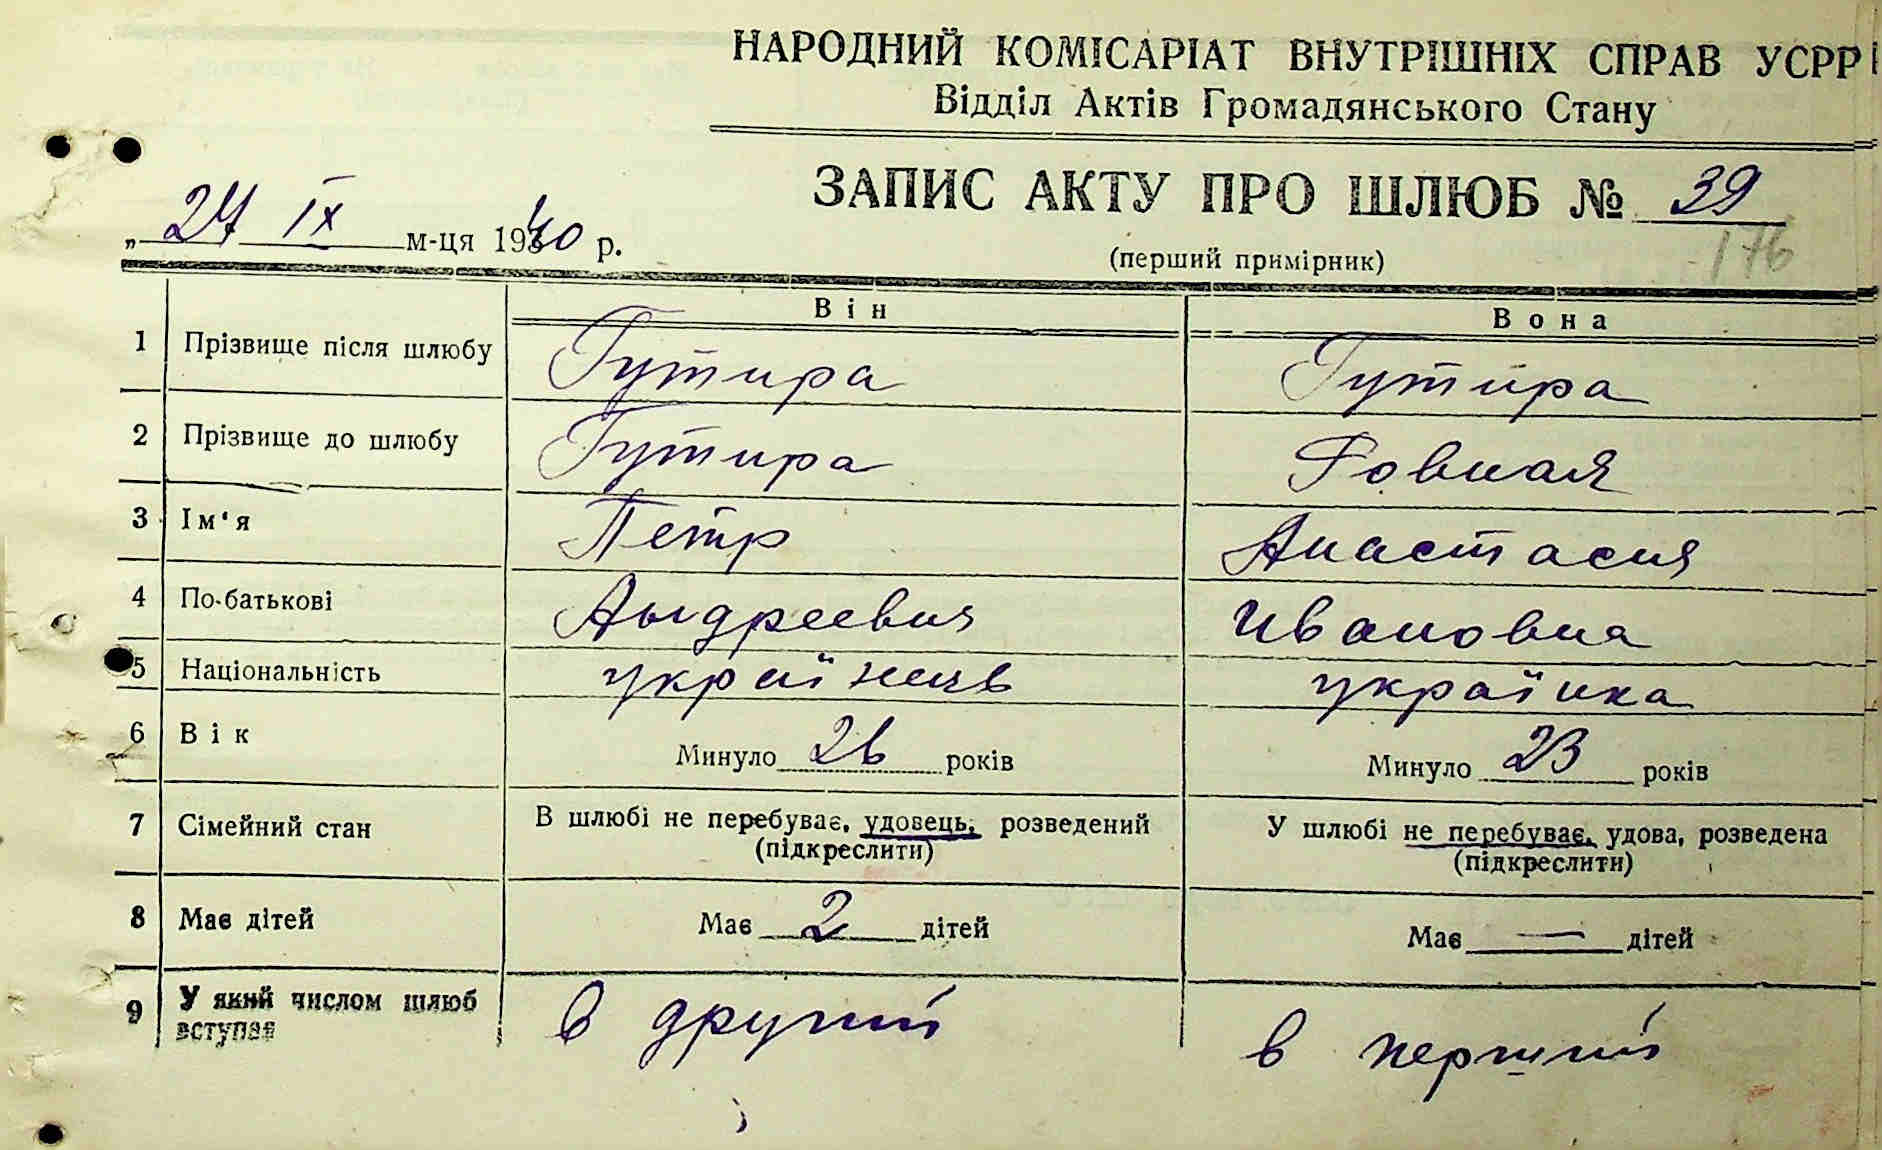 НАРОДНИЙ КОМІСАРІАТ ВНУТРІШНІХ СПРАВ УСРР
Відділ Актів Громадянського Стану
ЗАПИС АКТУ ПРО ШЛЮБ № 39
„ 27 IX м-ця 1940 р.
(перший примірник) 176
Він Вона
1 Прізвище після шлюбу Гутира Гутира
2 Прізвище до шлюбу Гутира Ровная
3 Ім'я Петр Анастасия
4 По-батькові Андреевич Ивановна
5 Національність українець українка
6 Вік Минуло 26 років Минуло 23 років
7 Сімейний стан В шлюбі не перебуває, удовець, розведений У шлюбі не перебуває, удова, розведена
(підкреслити) (підкреслити)
8 Має дітей Має 2 дітей Має — дітей
9 У який числом шлюб вступає в другий в перший